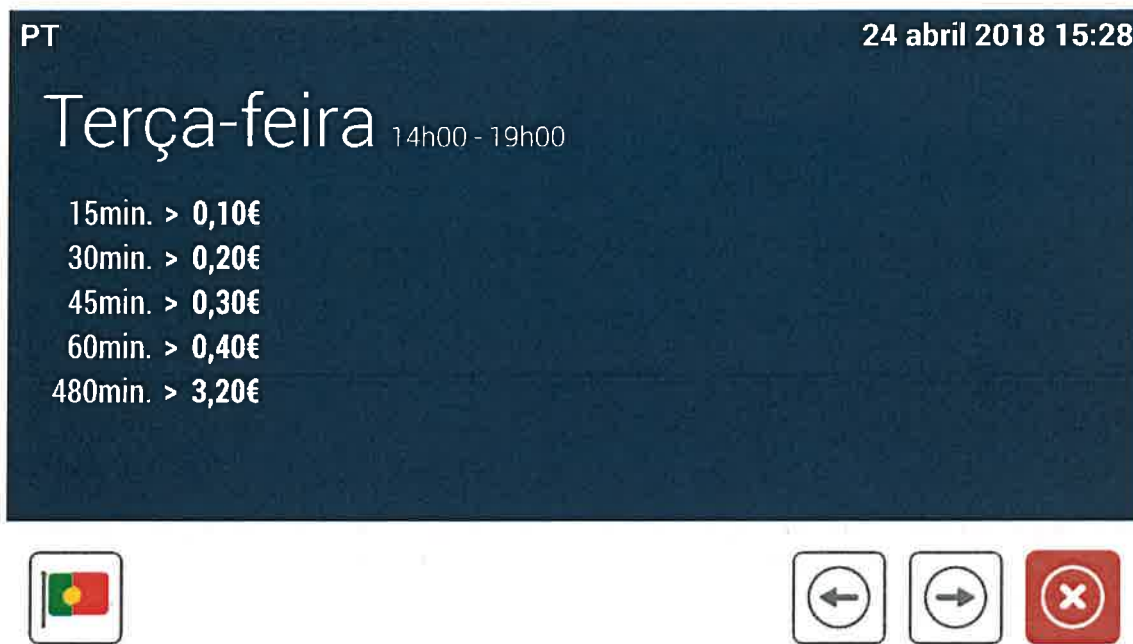 PT
24 abril 2018 15:28
Terça-feira 14h00 - 19h00
15min. > 0,10€
30min. > 0,20€
45min. > 0,30€
60min. > 0,40€
480min. > 3,20€